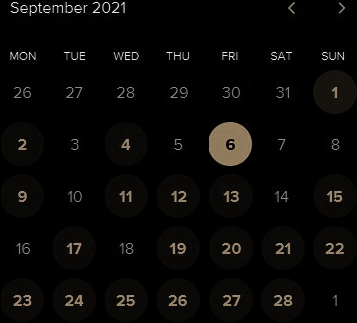 September 2021
MON TUE WED THU FRI SAT SUN
26 27 28 29 30 31 1
2 3 4 5 6 7 8
9 10 11 12 13 14 15
16 17 18 19 20 21 22
23 24 25 26 27 28 1